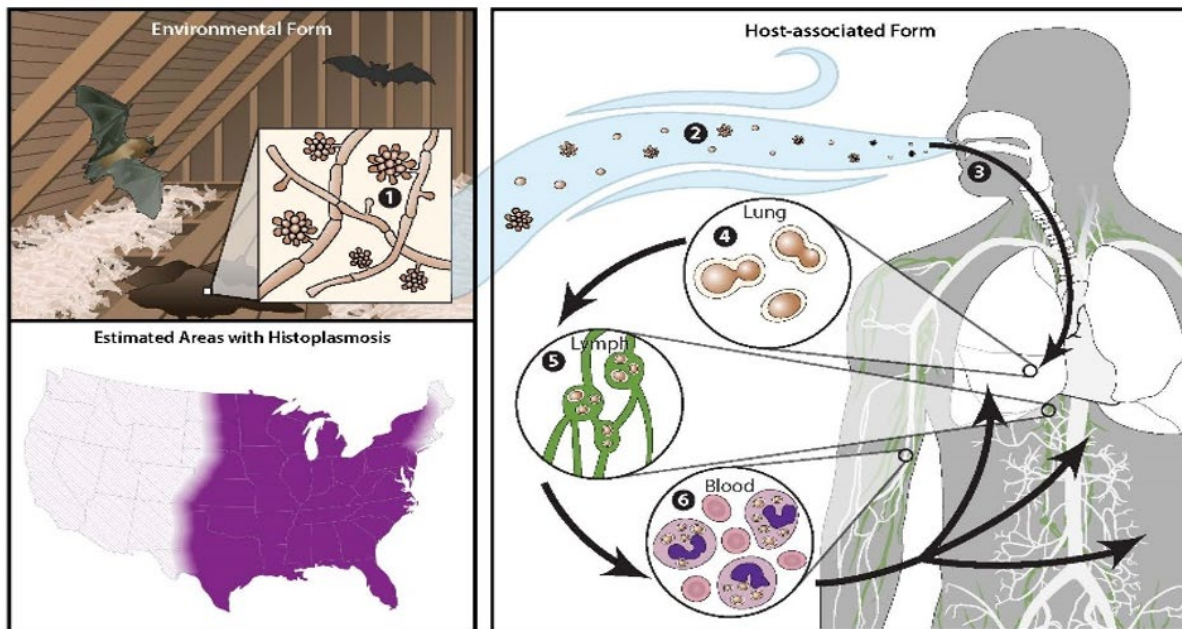 Environmental Form
1
Estimated Areas with Histoplasmosis
Host-associated Form
2
3
Lung
4
Lymph
5
Blood
6